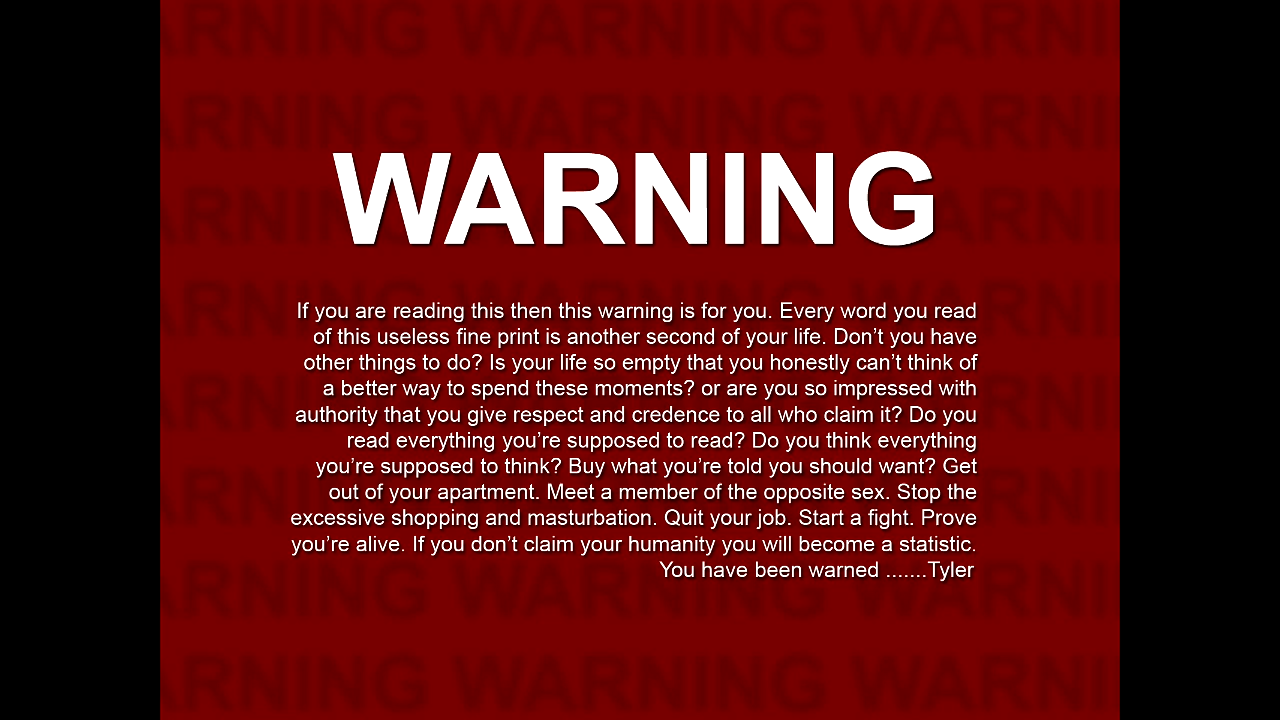 WARNING
If you are reading this then this warning is for you. Every word you read
of this useless fine print is another second of your life. Don’t you have
other things to do? Is your life so empty that you honestly can’t think of
a better way to spend these moments? or are you so impressed with
authority that you give respect and credence to all who claim it? Do you
read everything you’re supposed to read? Do you think everything
you’re supposed to think? Buy what you’re told you should want? Get
out of your apartment. Meet a member of the opposite sex. Stop the
excessive shopping and masturbation. Quit your job. Start a fight. Prove
you’re alive. If you don’t claim your humanity you will become a statistic.
You have been warned .......Tyler